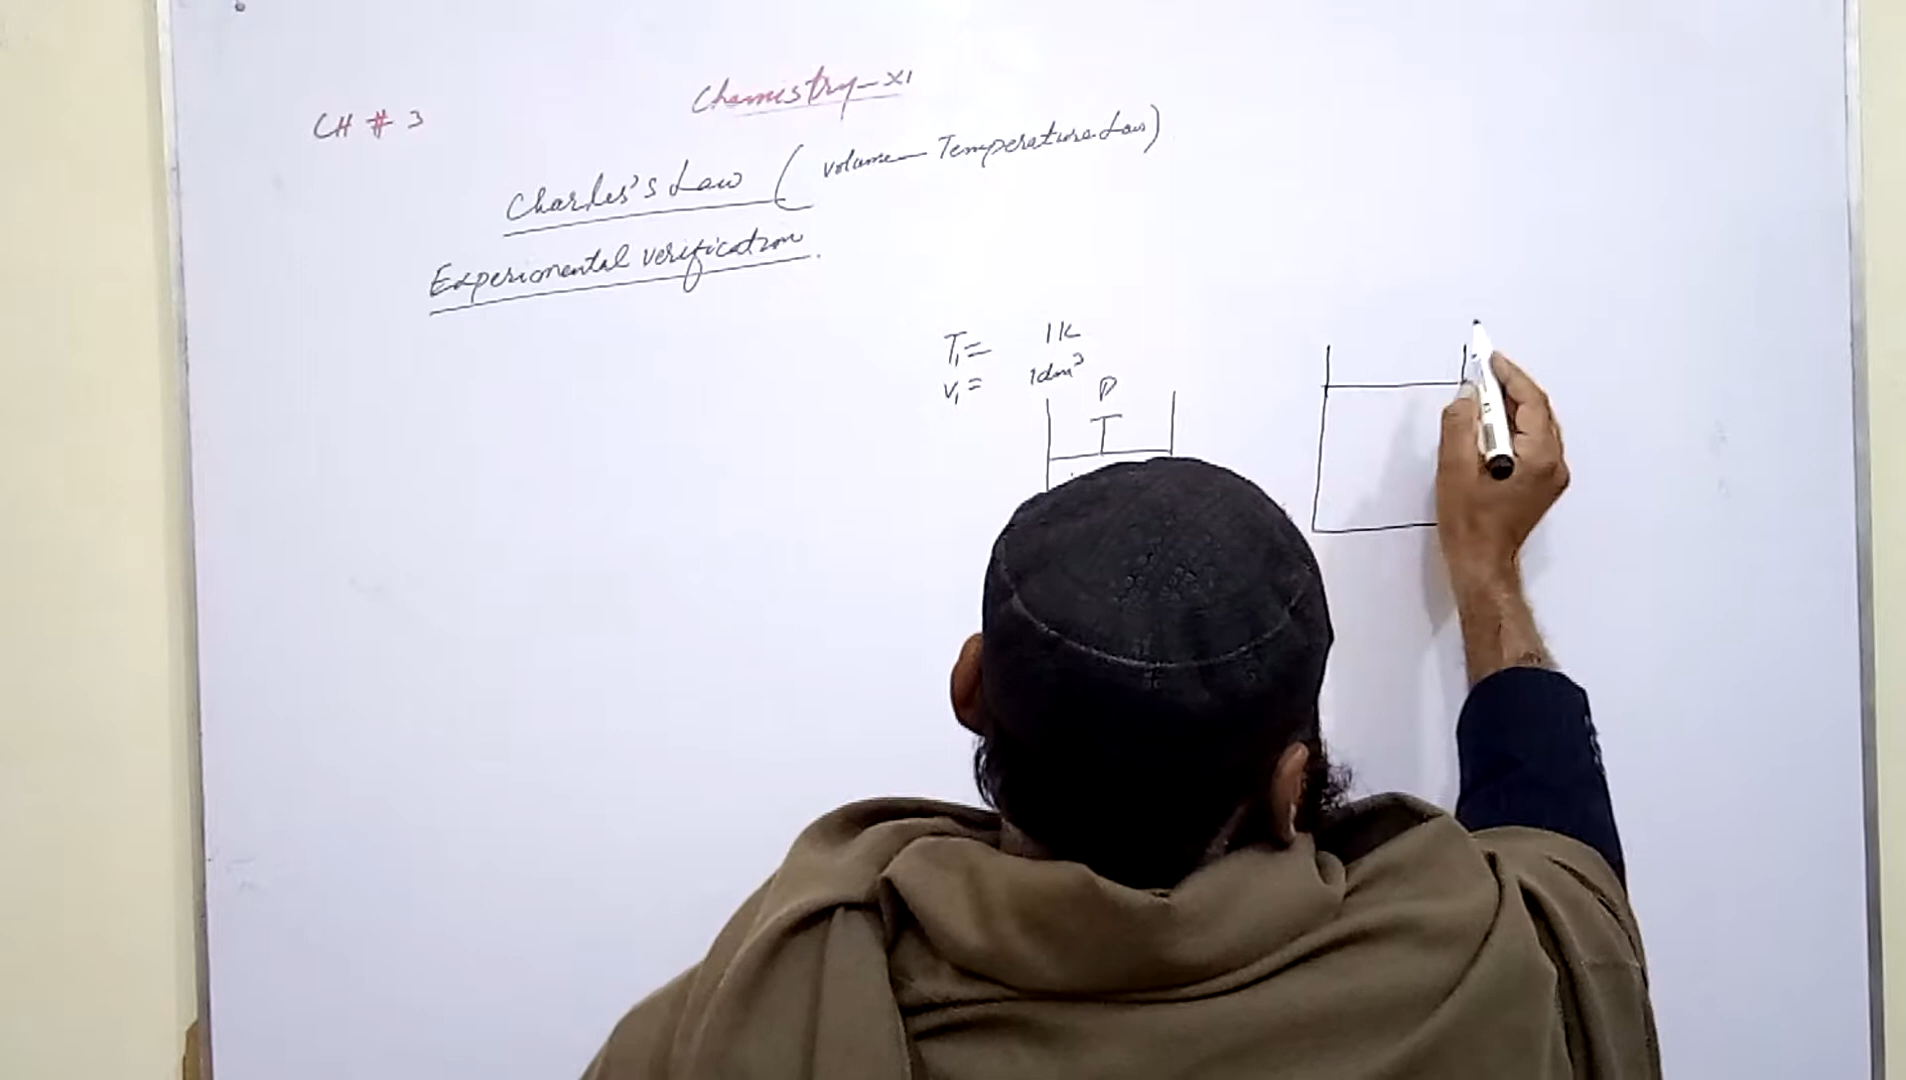 Chemistry-XI
CH # 3
Charles's Law (Volume-Temperature Law)
Experimental verification.
T₁= 1K
V₁= 1dm³
P